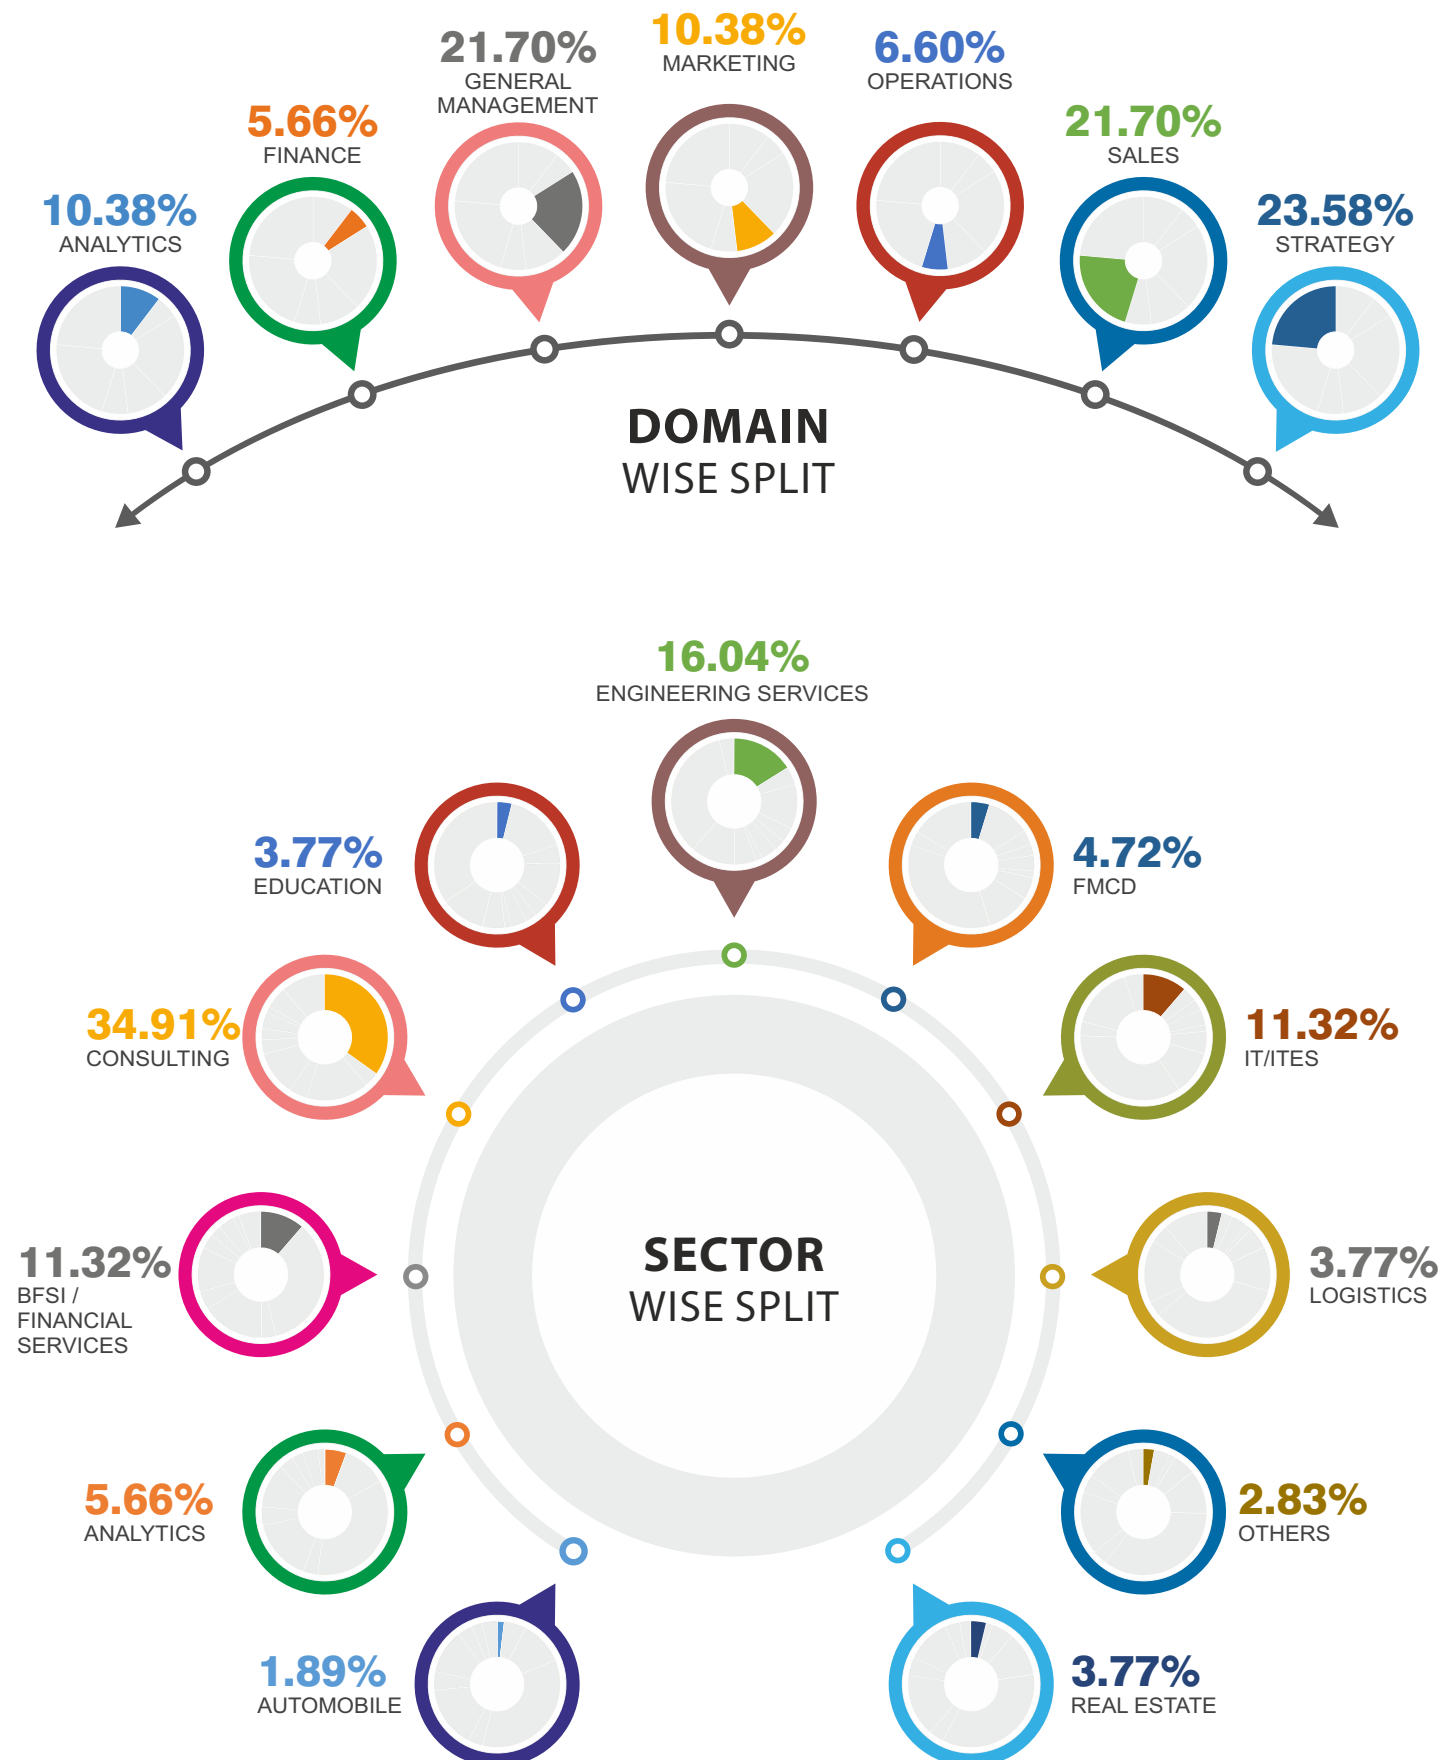 10.38%
ANALYTICS
5.66%
FINANCE
21.70%
GENERAL
MANAGEMENT
10.38%
MARKETING
6.60%
OPERATIONS
21.70%
SALES
23.58%
STRATEGY
DOMAIN
WISE SPLIT
16.04%
ENGINEERING SERVICES
3.77%
EDUCATION
4.72%
FMCD
34.91%
CONSULTING
11.32%
IT/ITES
11.32%
BFSI /
FINANCIAL
SERVICES
SECTOR
WISE SPLIT
3.77%
LOGISTICS
5.66%
ANALYTICS
2.83%
OTHERS
1.89%
AUTOMOBILE
3.77%
REAL ESTATE